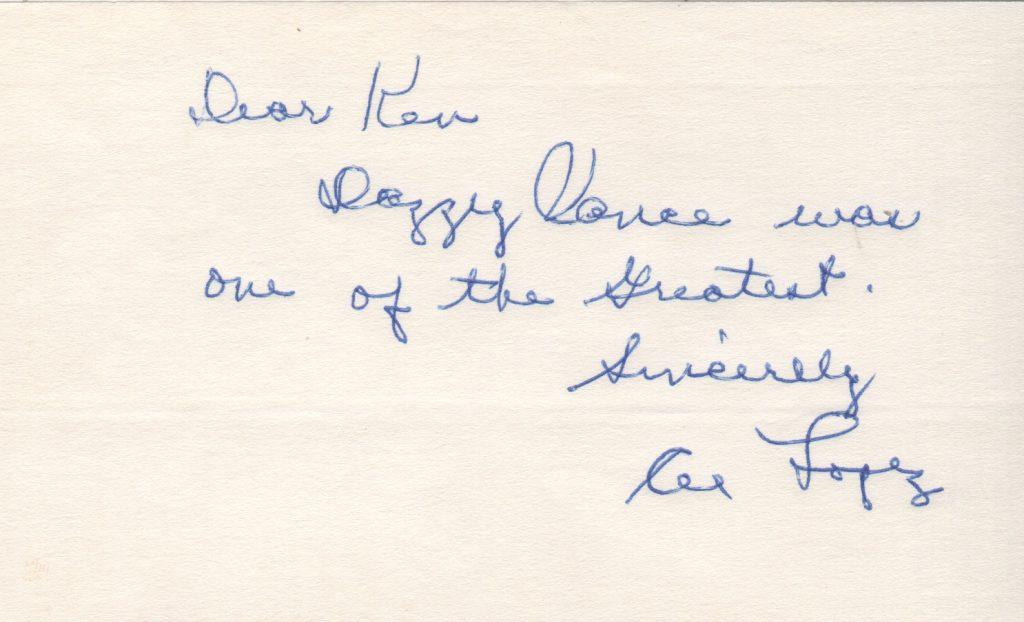 Dear Ken
Dazzy Vance was
one of the Greatest.
Sincerely
Al Lopez